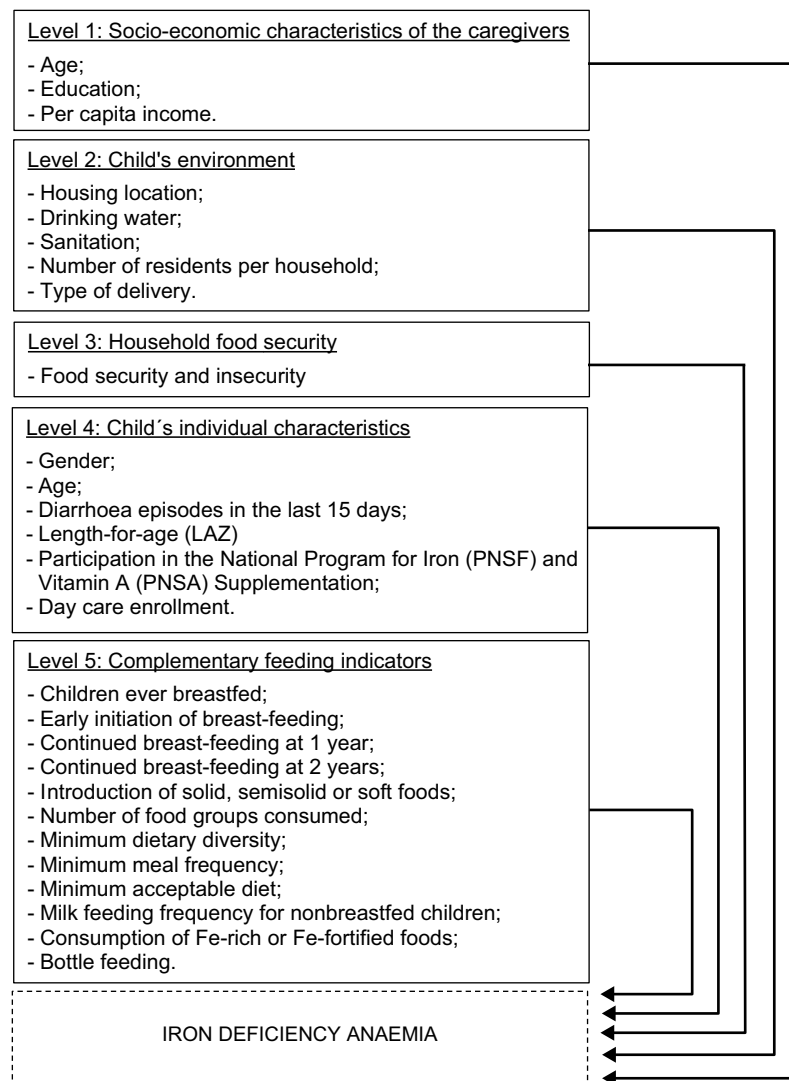 Level 1: Socio-economic characteristics of the caregivers
- Age;
- Education;
- Per capita income.
Level 2: Child's environment
- Housing location;
- Drinking water;
- Sanitation;
- Number of residents per household;
- Type of delivery.
Level 3: Household food security
- Food security and insecurity
Level 4: Child´s individual characteristics
- Gender;
- Age;
- Diarrhoea episodes in the last 15 days;
- Length-for-age (LAZ)
- Participation in the National Program for Iron (PNSF) and
Vitamin A (PNSA) Supplementation;
- Day care enrollment.
Level 5: Complementary feeding indicators
- Children ever breastfed;
- Early initiation of breast-feeding;
- Continued breast-feeding at 1 year;
- Continued breast-feeding at 2 years;
- Introduction of solid, semisolid or soft foods;
- Number of food groups consumed;
- Minimum dietary diversity;
- Minimum meal frequency;
- Minimum acceptable diet;
- Milk feeding frequency for nonbreastfed children;
- Consumption of Fe-rich or Fe-fortified foods;
- Bottle feeding.
IRON DEFICIENCY ANAEMIA